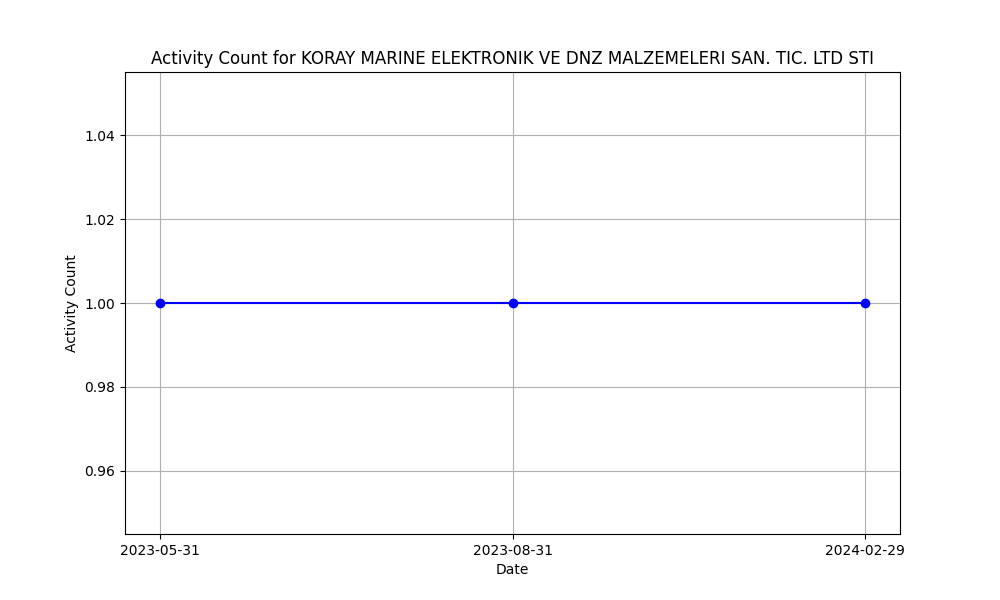 Activity Count for KORAY MARINE ELEKTRONIK VE DNZ MALZEMELERI SAN. TIC. LTD STI
1.04
1.02
1.00
0.98
0.96
Activity Count
2023-05-31 2023-08-31 2024-02-29
Date